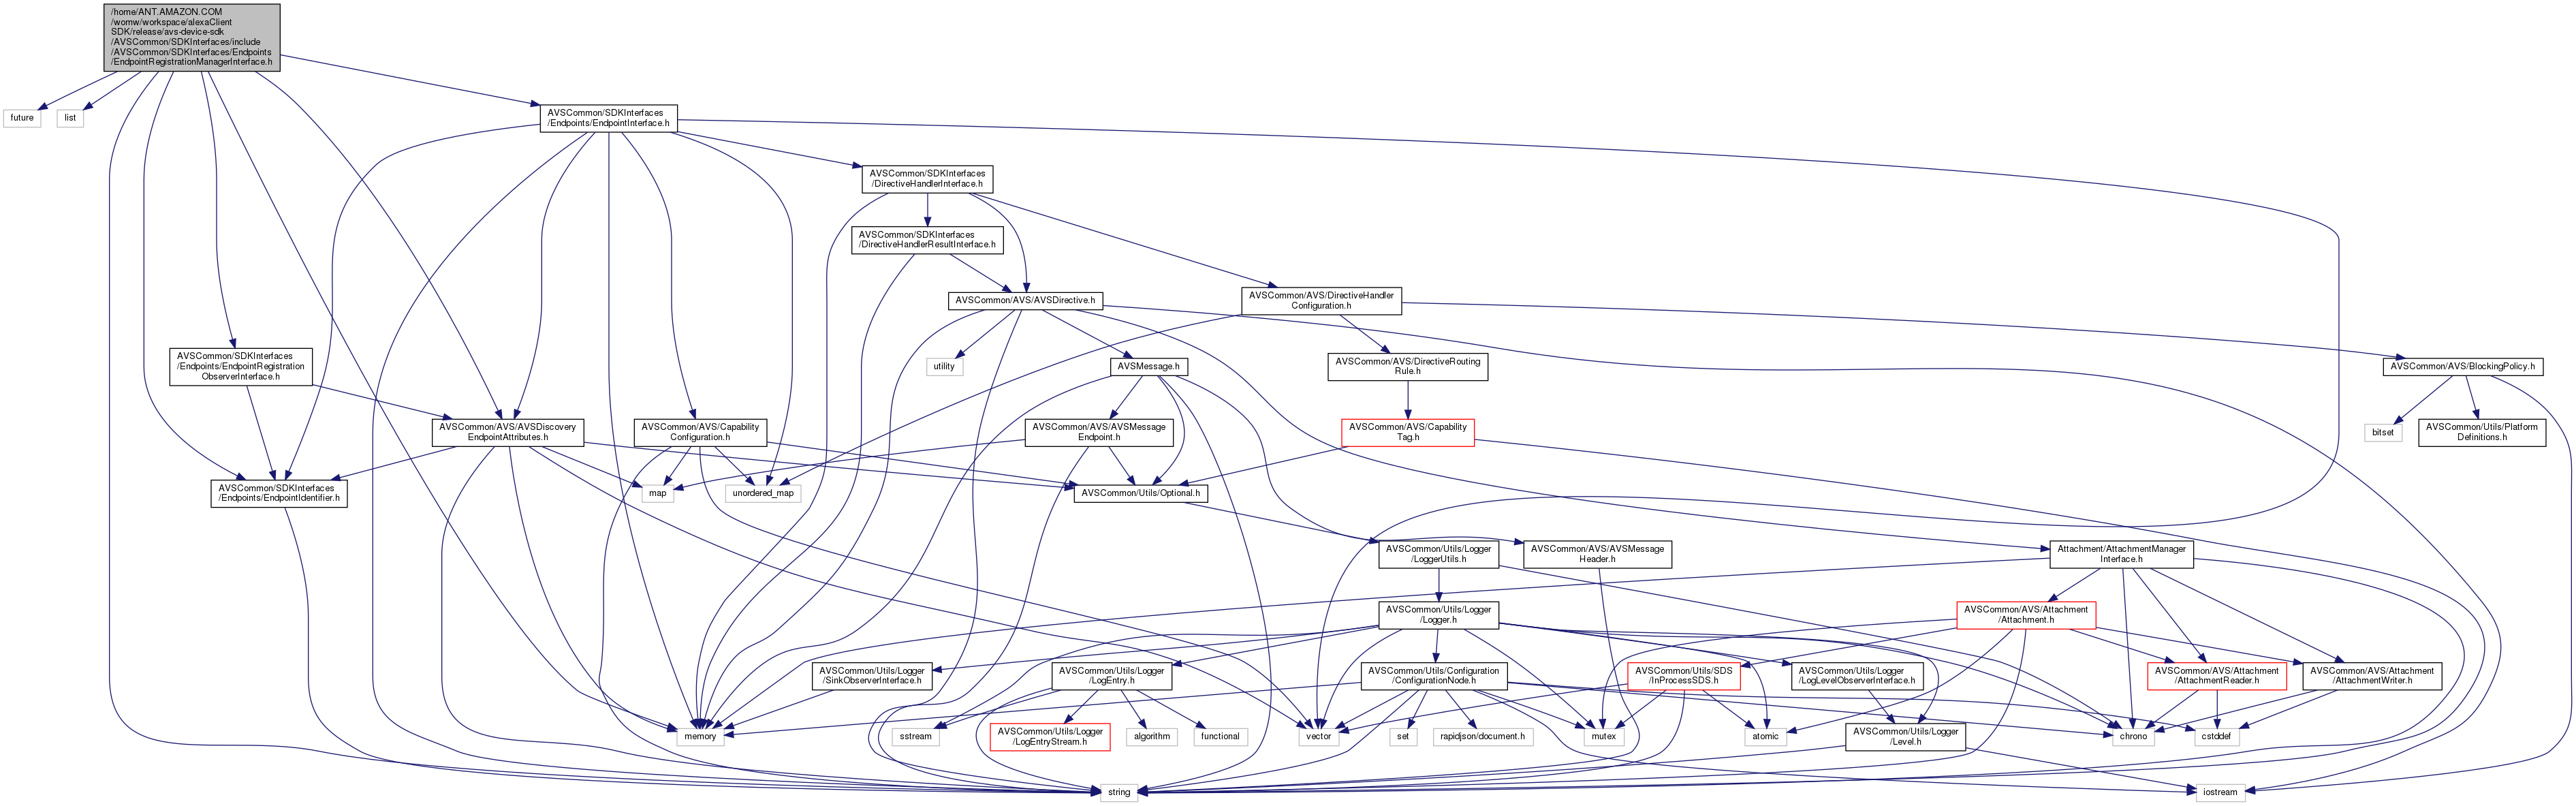 /home/ANT.AMAZON.COM
/womw/workspace/alexaClient
SDK/release/avs-device-sdk
/AVSCommon/SDKInterfaces/include
/AVSCommon/SDKInterfaces/Endpoints
/EndpointRegistrationManagerInterface.h
future
list
AVSCommon/SDKInterfaces
/Endpoints/EndpointInterface.h
AVSCommon/SDKInterfaces
/DirectiveHandlerInterface.h
AVSCommon/SDKInterfaces
/DirectiveHandlerResultInterface.h
AVSCommon/AVS/AVSDirective.h
AVSCommon/AVS/DirectiveHandler
Configuration.h
AVSCommon/SDKInterfaces
/Endpoints/EndpointRegistration
ObserverInterface.h
utility
AVSMessage.h
AVSCommon/AVS/DirectiveRouting
Rule.h
AVSCommon/AVS/BlockingPolicy.h
AVSCommon/AVS/AVSDiscovery
EndpointAttributes.h
AVSCommon/AVS/Capability
Configuration.h
AVSCommon/AVS/AVSMessage
Endpoint.h
AVSCommon/AVS/Capability
Tag.h
bitset
AVSCommon/Utils/Platform
Definitions.h
AVSCommon/SDKInterfaces
/Endpoints/EndpointIdentifier.h
map
unordered_map
AVSCommon/Utils/Optional.h
AVSCommon/Utils/Logger
/LoggerUtils.h
AVSCommon/AVS/AVSMessage
Header.h
Attachment/AttachmentManager
Interface.h
AVSCommon/Utils/Logger
/Logger.h
AVSCommon/AVS/Attachment
/Attachment.h
AVSCommon/Utils/Logger
/SinkObserverInterface.h
AVSCommon/Utils/Logger
/LogEntry.h
AVSCommon/Utils/Configuration
/ConfigurationNode.h
AVSCommon/Utils/SDS
/InProcessSDS.h
AVSCommon/Utils/Logger
/LogLevelObserverInterface.h
AVSCommon/AVS/Attachment
/AttachmentReader.h
AVSCommon/AVS/Attachment
/AttachmentWriter.h
memory
sstream
AVSCommon/Utils/Logger
/LogEntryStream.h
algorithm
functional
vector
set
rapidjson/document.h
mutex
atomic
AVSCommon/Utils/Logger
/Level.h
chrono
cstddef
string
iostream